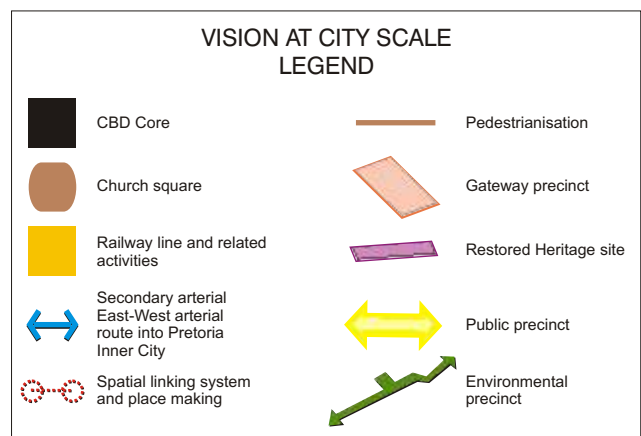 VISION AT CITY SCALE
LEGEND
CBD Core
Church square
Railway line and related
activities
Secondary arterial
East-West arterial
route into Pretoria
Inner City
Spatial linking system
and place making
Pedestrianisation
Gateway precinct
Restored Heritage site
Public precinct
Environmental
precinct